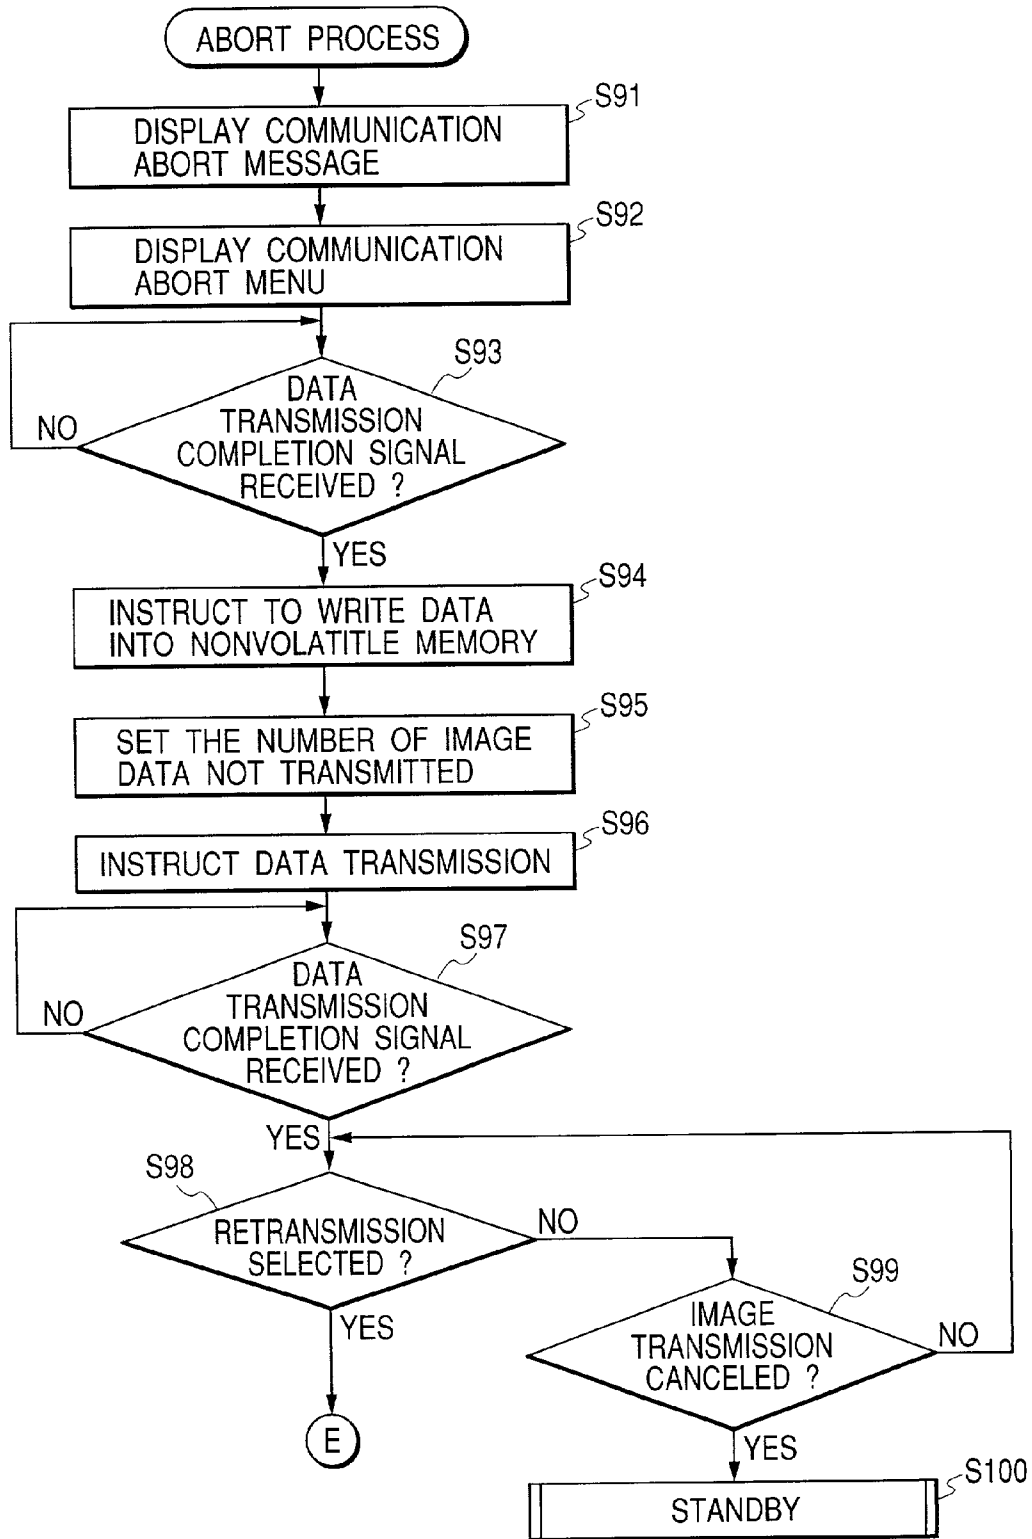 ABORT PROCESS
S91
DISPLAY COMMUNICATION
ABORT MESSAGE
S92
DISPLAY COMMUNICATION
ABORT MENU
S93
DATA
TRANSMISSION
COMPLETION SIGNAL
RECEIVED ?
NO
YES
S94
INSTRUCT TO WRITE DATA
INTO NONVOLATITLE MEMORY
S95
SET THE NUMBER OF IMAGE
DATA NOT TRANSMITTED
S96
INSTRUCT DATA TRANSMISSION
S97
DATA
TRANSMISSION
COMPLETION SIGNAL
RECEIVED ?
NO
YES
S98
RETRANSMISSION
SELECTED ?
NO
YES
S99
IMAGE
TRANSMISSION
CANCELED ?
NO
YES
E
S100
STANDBY